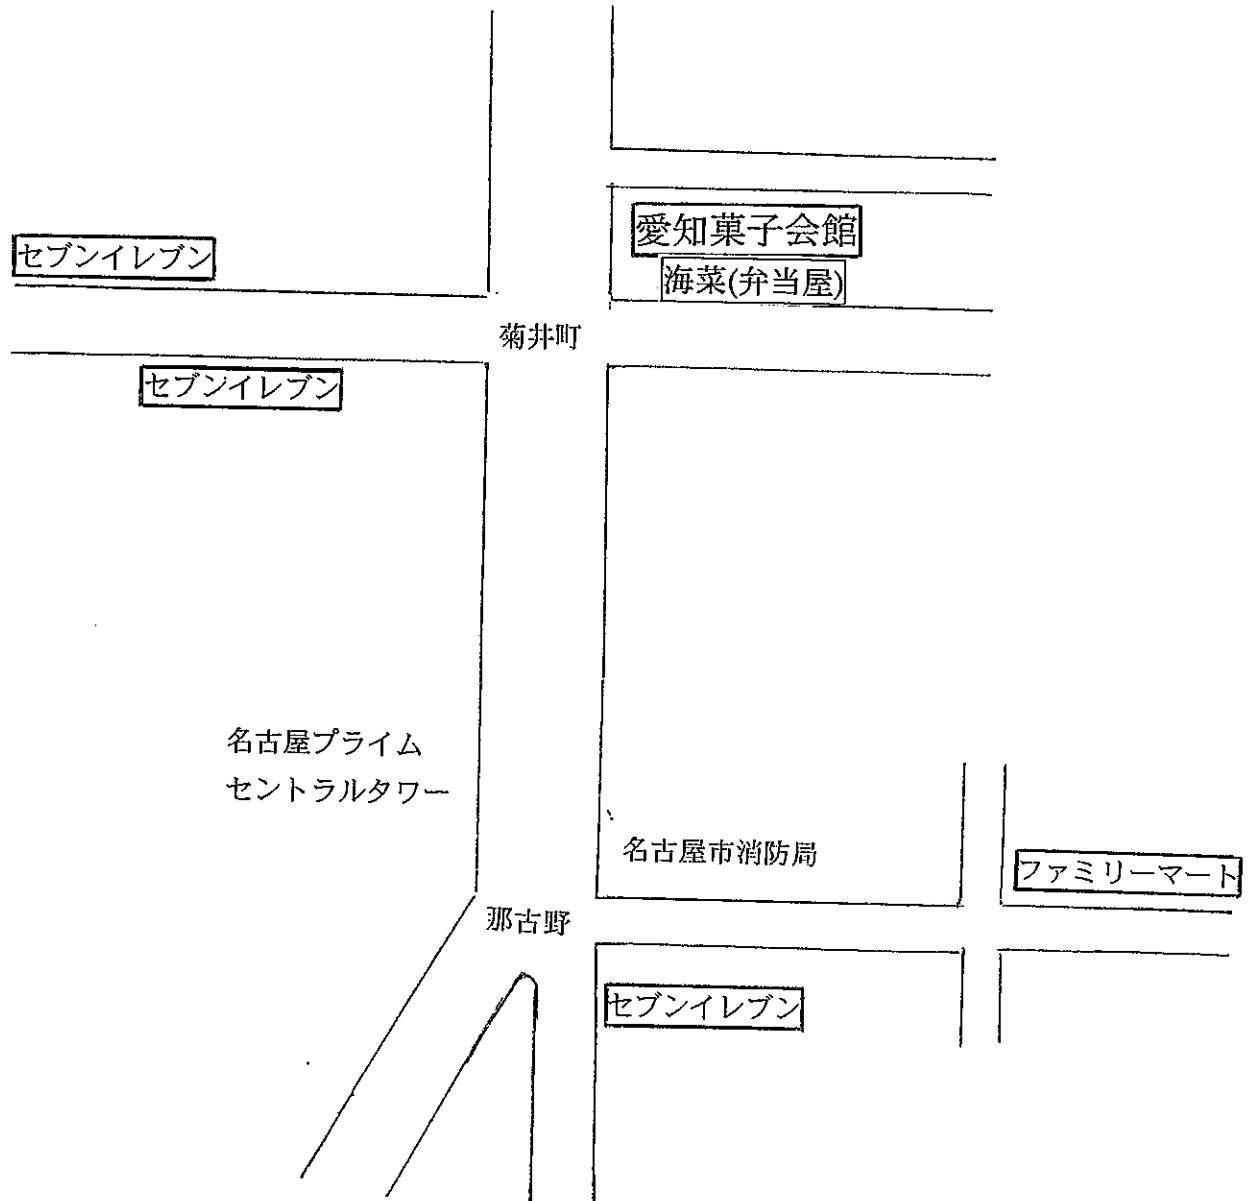 愛知菓子会館
セブンイレブン
海菜(弁当屋)
菊井町
セブンイレブン
名古屋プライム
セントラルタワー
名古屋市消防局
ファミリーマート
那古野
セブンイレブン